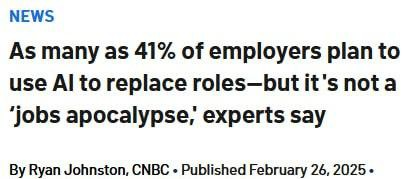 NEWS
As many as 41% of employers plan to
use AI to replace roles—but it's not a
‘jobs apocalypse,' experts say
By Ryan Johnston, CNBC • Published February 26, 2025 •